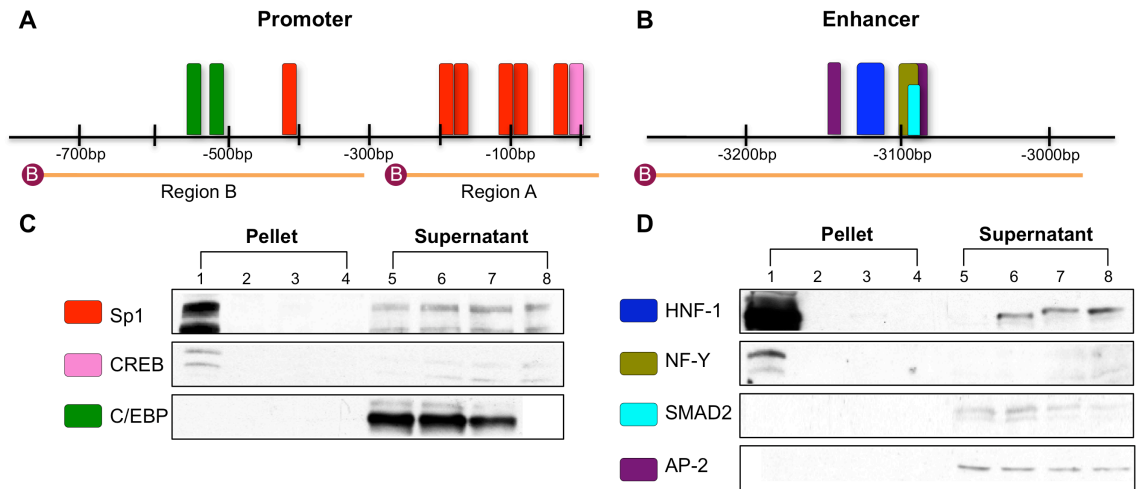 A
Promoter
-700bp
-500bp
-300bp
-100bp
B
Region B
B
Region A
B
Enhancer
-3200bp
-3100bp
-3000bp
B
C
Pellet
Supernatant
1 2 3 4 5 6 7 8
Sp1
CREB
C/EBP
D
Pellet
Supernatant
1 2 3 4 5 6 7 8
HNF-1
NF-Y
SMAD2
AP-2